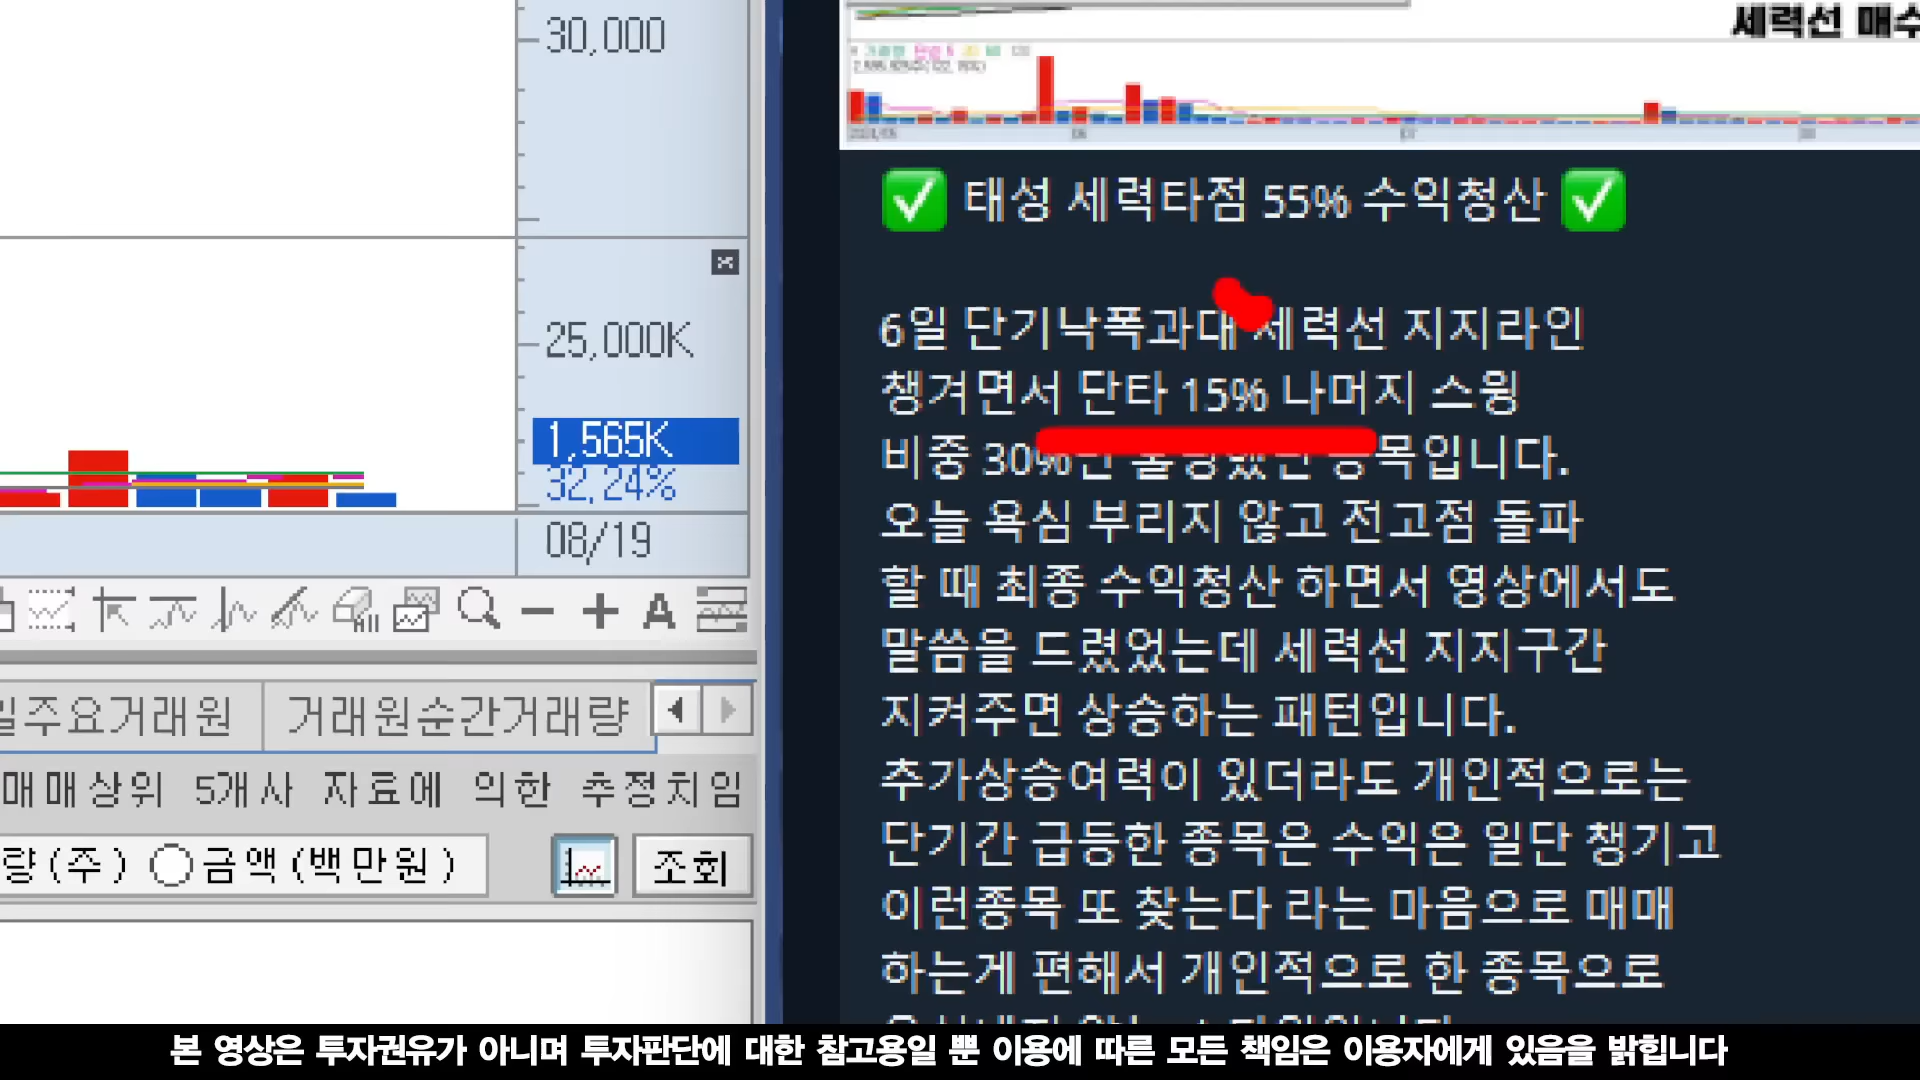 30,000
25,000K
1,565K
32,24%
08/19
일주요거래원
거래원순간거래량
매매상위 5개사 자료에 의한 추정치임
량(주) 금액(백만원)
조회
세력선 매수
✅ 태성 세력타점 55% 수익청산 ✅
6일 단기낙폭과대 세력선 지지라인
챙겨면서 단타 15% 나머지 스윙
비중 30%만 홀딩했던 종목입니다.
오늘 욕심 부리지 않고 전고점 돌파
할 때 최종 수익청산 하면서 영상에서도
말씀을 드렸었는데 세력선 지지구간
지켜주면 상승하는 패턴입니다.
추가상승여력이 있더라도 개인적으로는
단기간 급등한 종목은 수익은 일단 챙기고
이런종목 또 찾는다 라는 마음으로 매매
하는게 편해서 개인적으로 한 종목으로
본 영상은 투자권유가 아니며 투자판단에 대한 참고용일 뿐 이용에 따른 모든 책임은 이용자에게 있음을 밝힙니다